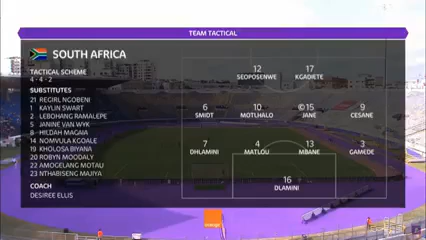 TEAM TACTICAL
SOUTH AFRICA
TACTICAL SCHEME
4 - 4 - 2
SUBSTITUTES
21 REGIRL NGOBENI
1 KAYLIN SWART
2 LEBOHANG RAMALEPE
5 JANINE VAN WYK
8 HILDAH MAGAIA
14 NOMVULA KGOALE
19 KHOLOSA BIYANA
20 ROBYN MOODALY
22 AMOGELANG MOTAU
23 NTHABISENG MAJIYA
COACH
DESIREE ELLIS
12 17
SEOPOSENWE KGADIETE
6 10 ©15 9
SMIDT MOTLHALO JANE CESANE
7 4 13 3
DHLAMINI MATLOU MBANE GAMEDE
16
DLAMINI
orange